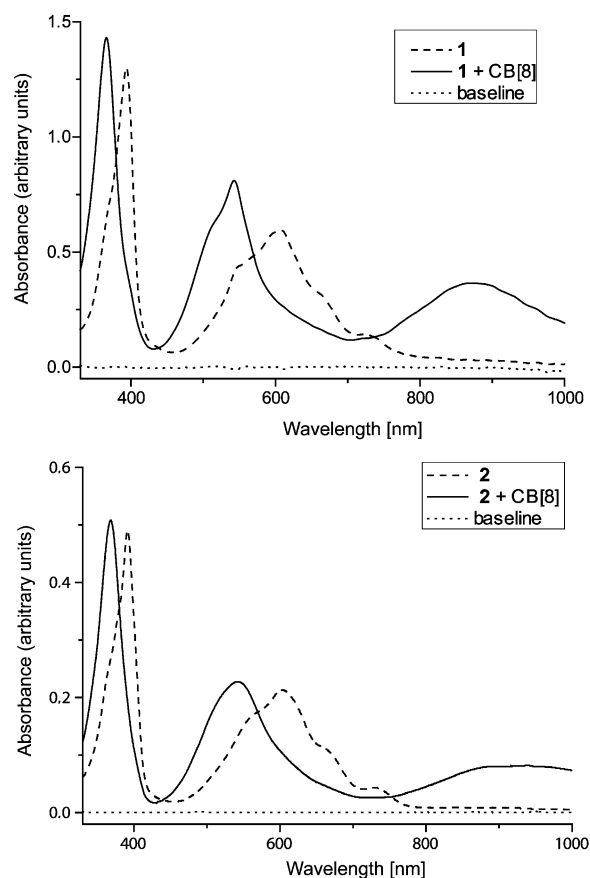 1.5
1.0
0.5
0.0
Absorbance (arbitrary units)
1
1 + CB[8]
baseline
400 600 800 1000
Wavelength [nm]
0.6
0.4
0.2
0.0
Absorbance (arbitrary units)
2
2 + CB[8]
baseline
400 600 800 1000
Wavelength [nm]